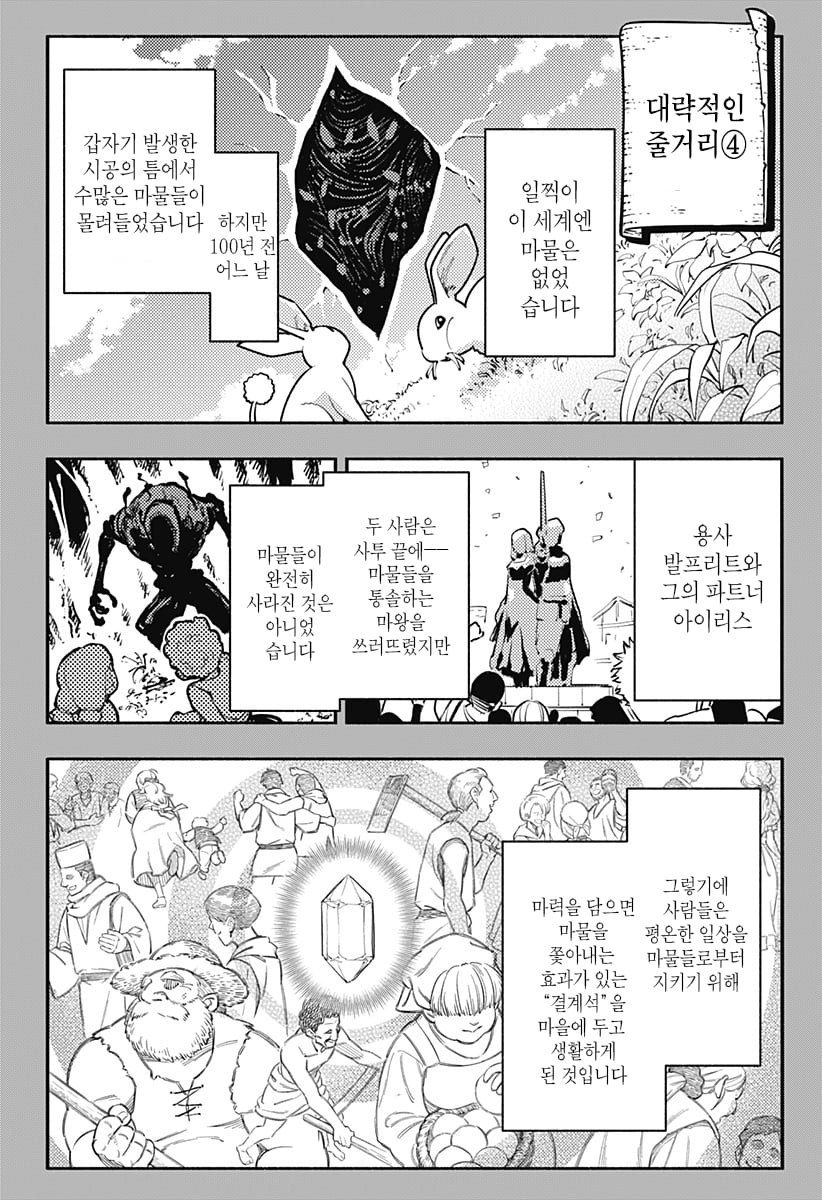 대략적인
줄거리④
일찍이
이 세계엔
마물은
없었
습니다
하지만
100년 전
어느 날
갑자기 발생한
시공의 틈에서
수많은 마물들이
몰려들었습니다
용사
발프리트와
그의 파트너
아이리스
두 사람은
사투 끝에──
마물들을
통솔하는
마왕을
쓰러뜨렸지만
마물들이
완전히
사라진 것은
아니었
습니다
그렇기에
사람들은
평온한 일상을
마물들로부터
지키기 위해
마력을 담으면
마물을
쫓아내는
효과가 있는
“결계석”을
마을에 두고
생활하게
된 것입니다